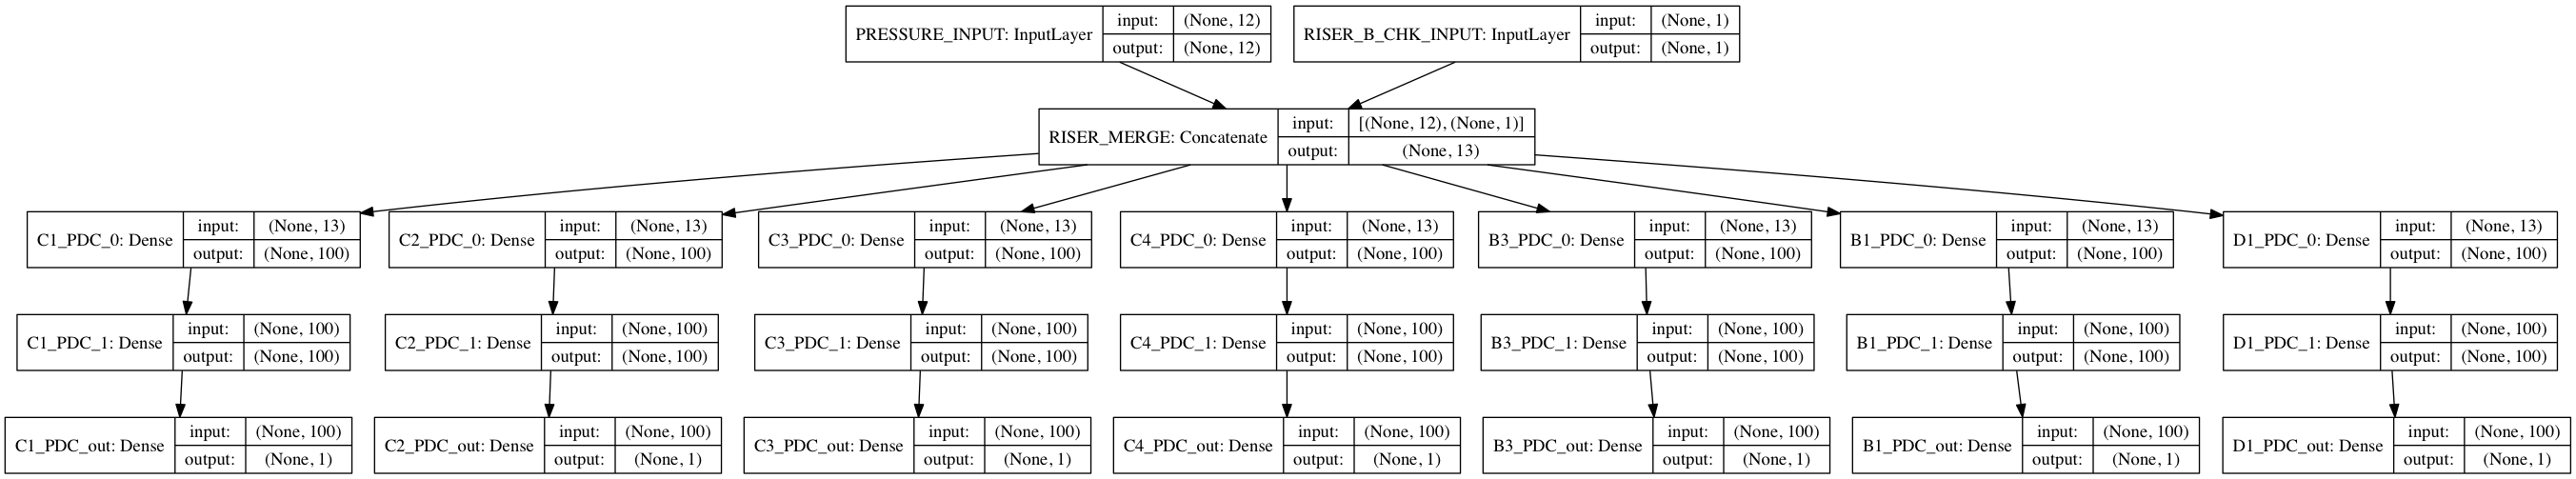 PRESSURE_INPUT: InputLayer
input:
(None, 12)
output:
(None, 12)
RISER_B_CHK_INPUT: InputLayer
input:
(None, 1)
output:
(None, 1)
RISER_MERGE: Concatenate
input:
[(None, 12), (None, 1)]
output:
(None, 13)
C1_PDC_0: Dense
input:
(None, 13)
output:
(None, 100)
C2_PDC_0: Dense
input:
(None, 13)
output:
(None, 100)
C3_PDC_0: Dense
input:
(None, 13)
output:
(None, 100)
C4_PDC_0: Dense
input:
(None, 13)
output:
(None, 100)
B3_PDC_0: Dense
input:
(None, 13)
output:
(None, 100)
B1_PDC_0: Dense
input:
(None, 13)
output:
(None, 100)
D1_PDC_0: Dense
input:
(None, 13)
output:
(None, 100)
C1_PDC_1: Dense
input:
(None, 100)
output:
(None, 100)
C2_PDC_1: Dense
input:
(None, 100)
output:
(None, 100)
C3_PDC_1: Dense
input:
(None, 100)
output:
(None, 100)
C4_PDC_1: Dense
input:
(None, 100)
output:
(None, 100)
B3_PDC_1: Dense
input:
(None, 100)
output:
(None, 100)
B1_PDC_1: Dense
input:
(None, 100)
output:
(None, 100)
D1_PDC_1: Dense
input:
(None, 100)
output:
(None, 100)
C1_PDC_out: Dense
input:
(None, 100)
output:
(None, 1)
C2_PDC_out: Dense
input:
(None, 100)
output:
(None, 1)
C3_PDC_out: Dense
input:
(None, 100)
output:
(None, 1)
C4_PDC_out: Dense
input:
(None, 100)
output:
(None, 1)
B3_PDC_out: Dense
input:
(None, 100)
output:
(None, 1)
B1_PDC_out: Dense
input:
(None, 100)
output:
(None, 1)
D1_PDC_out: Dense
input:
(None, 100)
output:
(None, 1)